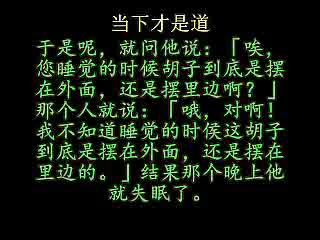 当下才是道
于是呢，就问他说：「唉，
您睡觉的时候胡子到底是摆
在外面，还是摆里边啊？」
那个人就说：「哦，对啊！
我不知道睡觉的时侯这胡子
到底是摆在外面，还是摆在
里边的。」结果那个晚上他
就失眠了。